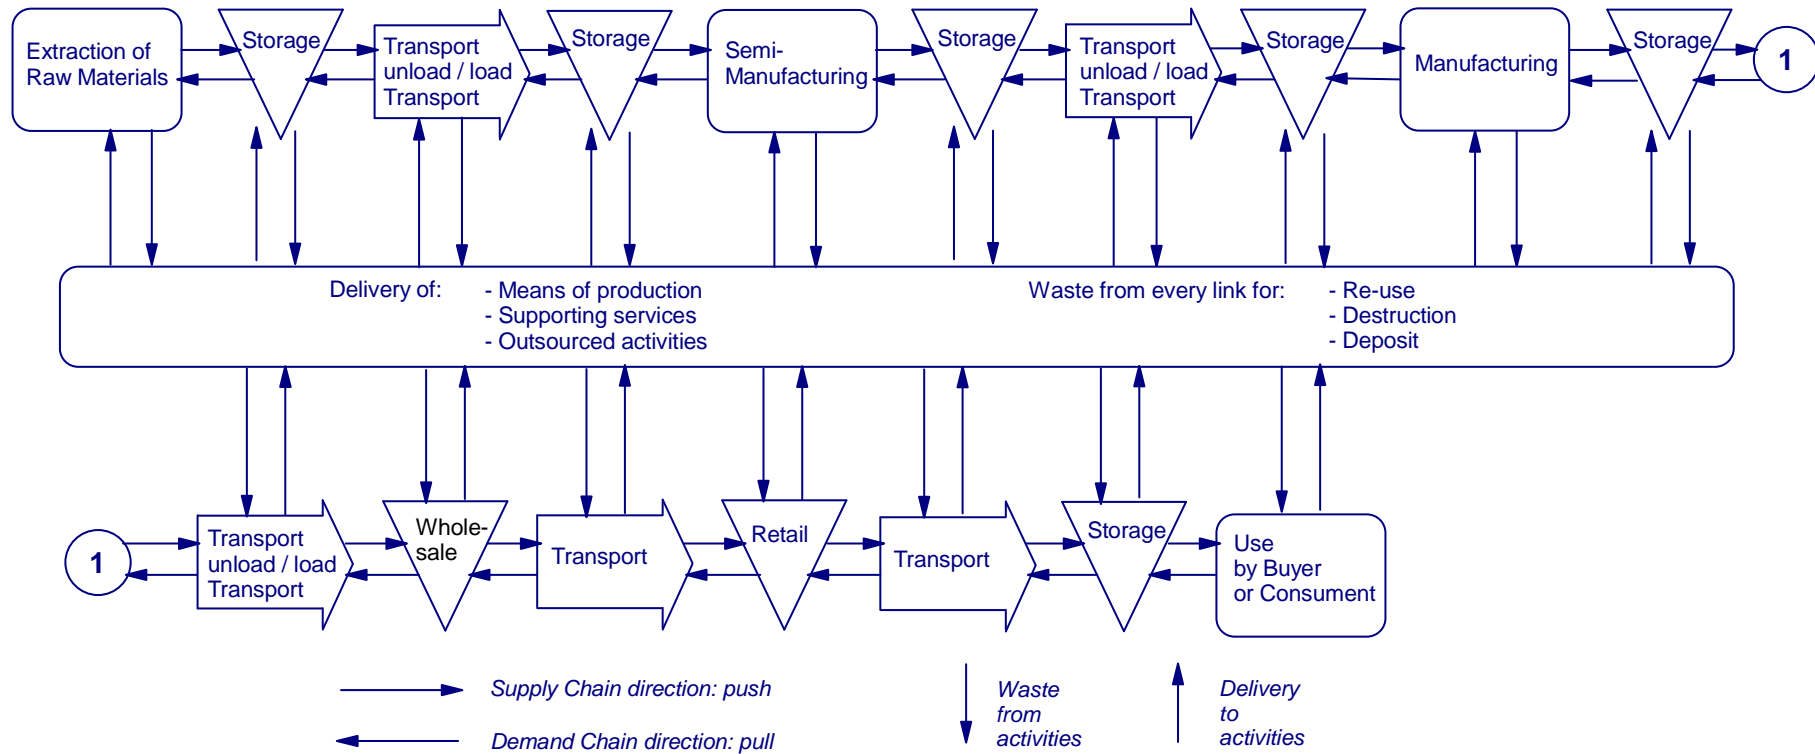 Extraction of
Raw Materials
Storage
Transport
unload / load
Transport
Storage
Semi-
Manufacturing
Storage
Transport
unload / load
Transport
Storage
Manufacturing
Storage
1
Delivery of:
- Means of production
- Supporting services
- Outsourced activities
Waste from every link for:
- Re-use
- Destruction
- Deposit
1
Transport
unload / load
Transport
Whole-
sale
Transport
Retail
Transport
Storage
Use
by Buyer
or Consument
Supply Chain direction: push
Demand Chain direction: pull
Waste
from
activities
Delivery
to
activities